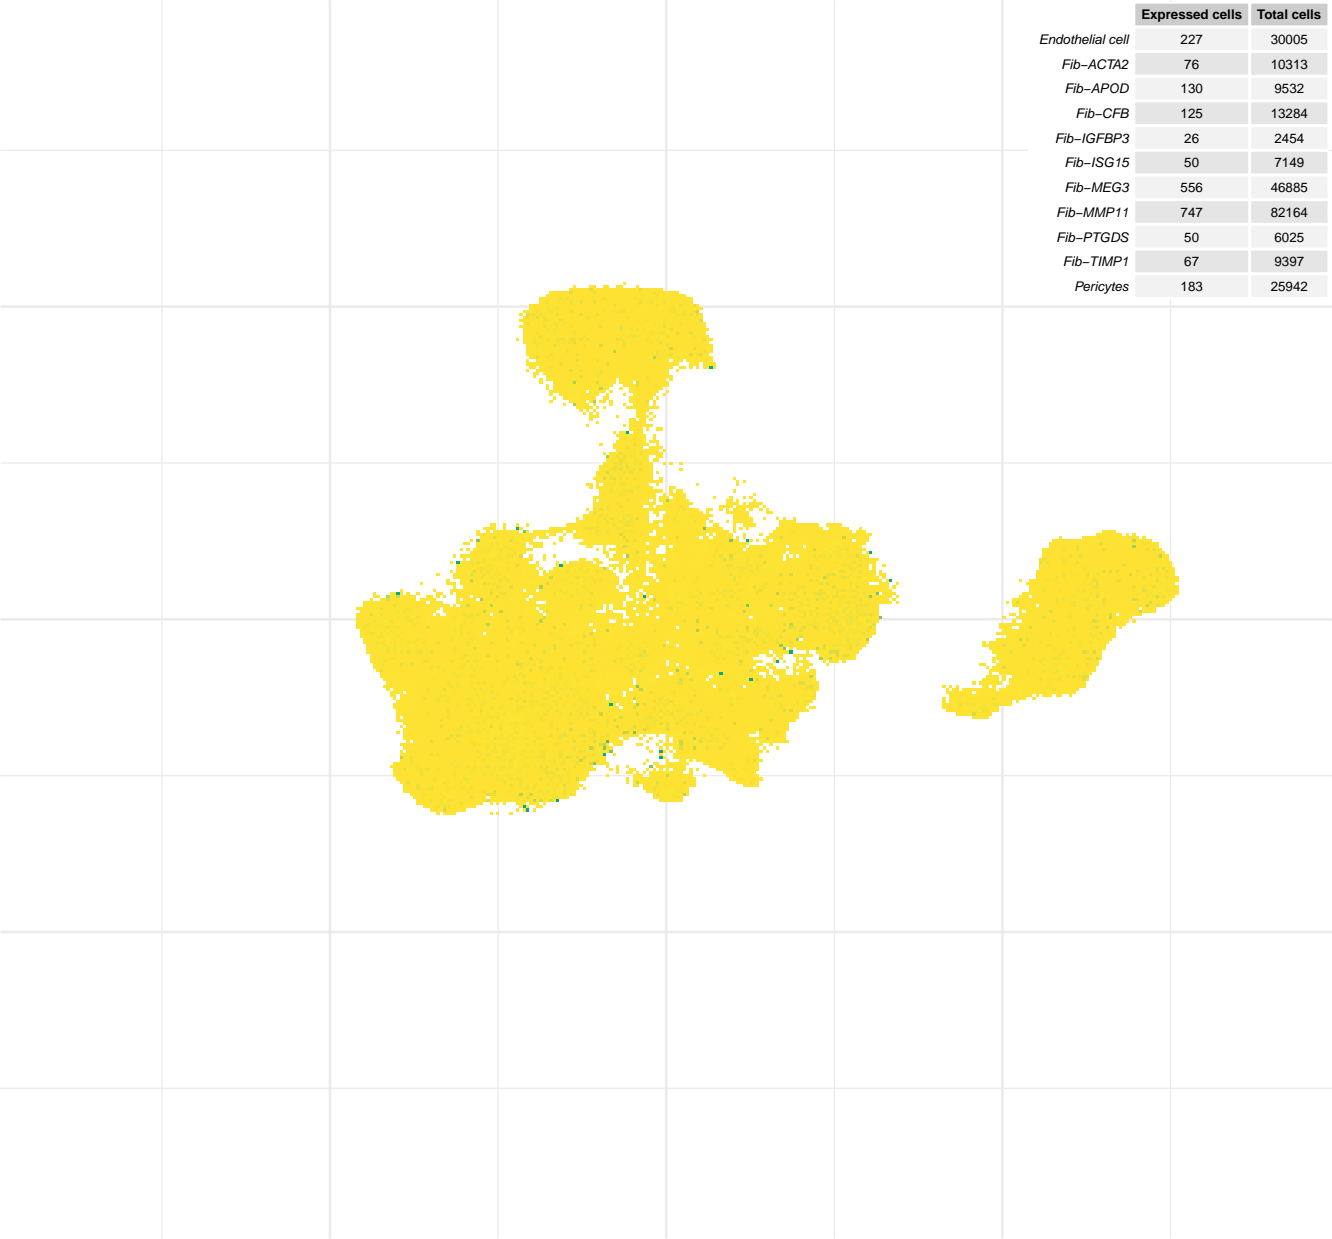 Expressed cells Total cells
Endothelial cell 227 30005
Fib−ACTA2 76 10313
Fib−APOD 130 9532
Fib−CFB 125 13284
Fib−IGFBP3 26 2454
Fib−ISG15 50 7149
Fib−MEG3 556 46885
Fib−MMP11 747 82164
Fib−PTGDS 50 6025
Fib−TIMP1 67 9397
Pericytes 183 25942